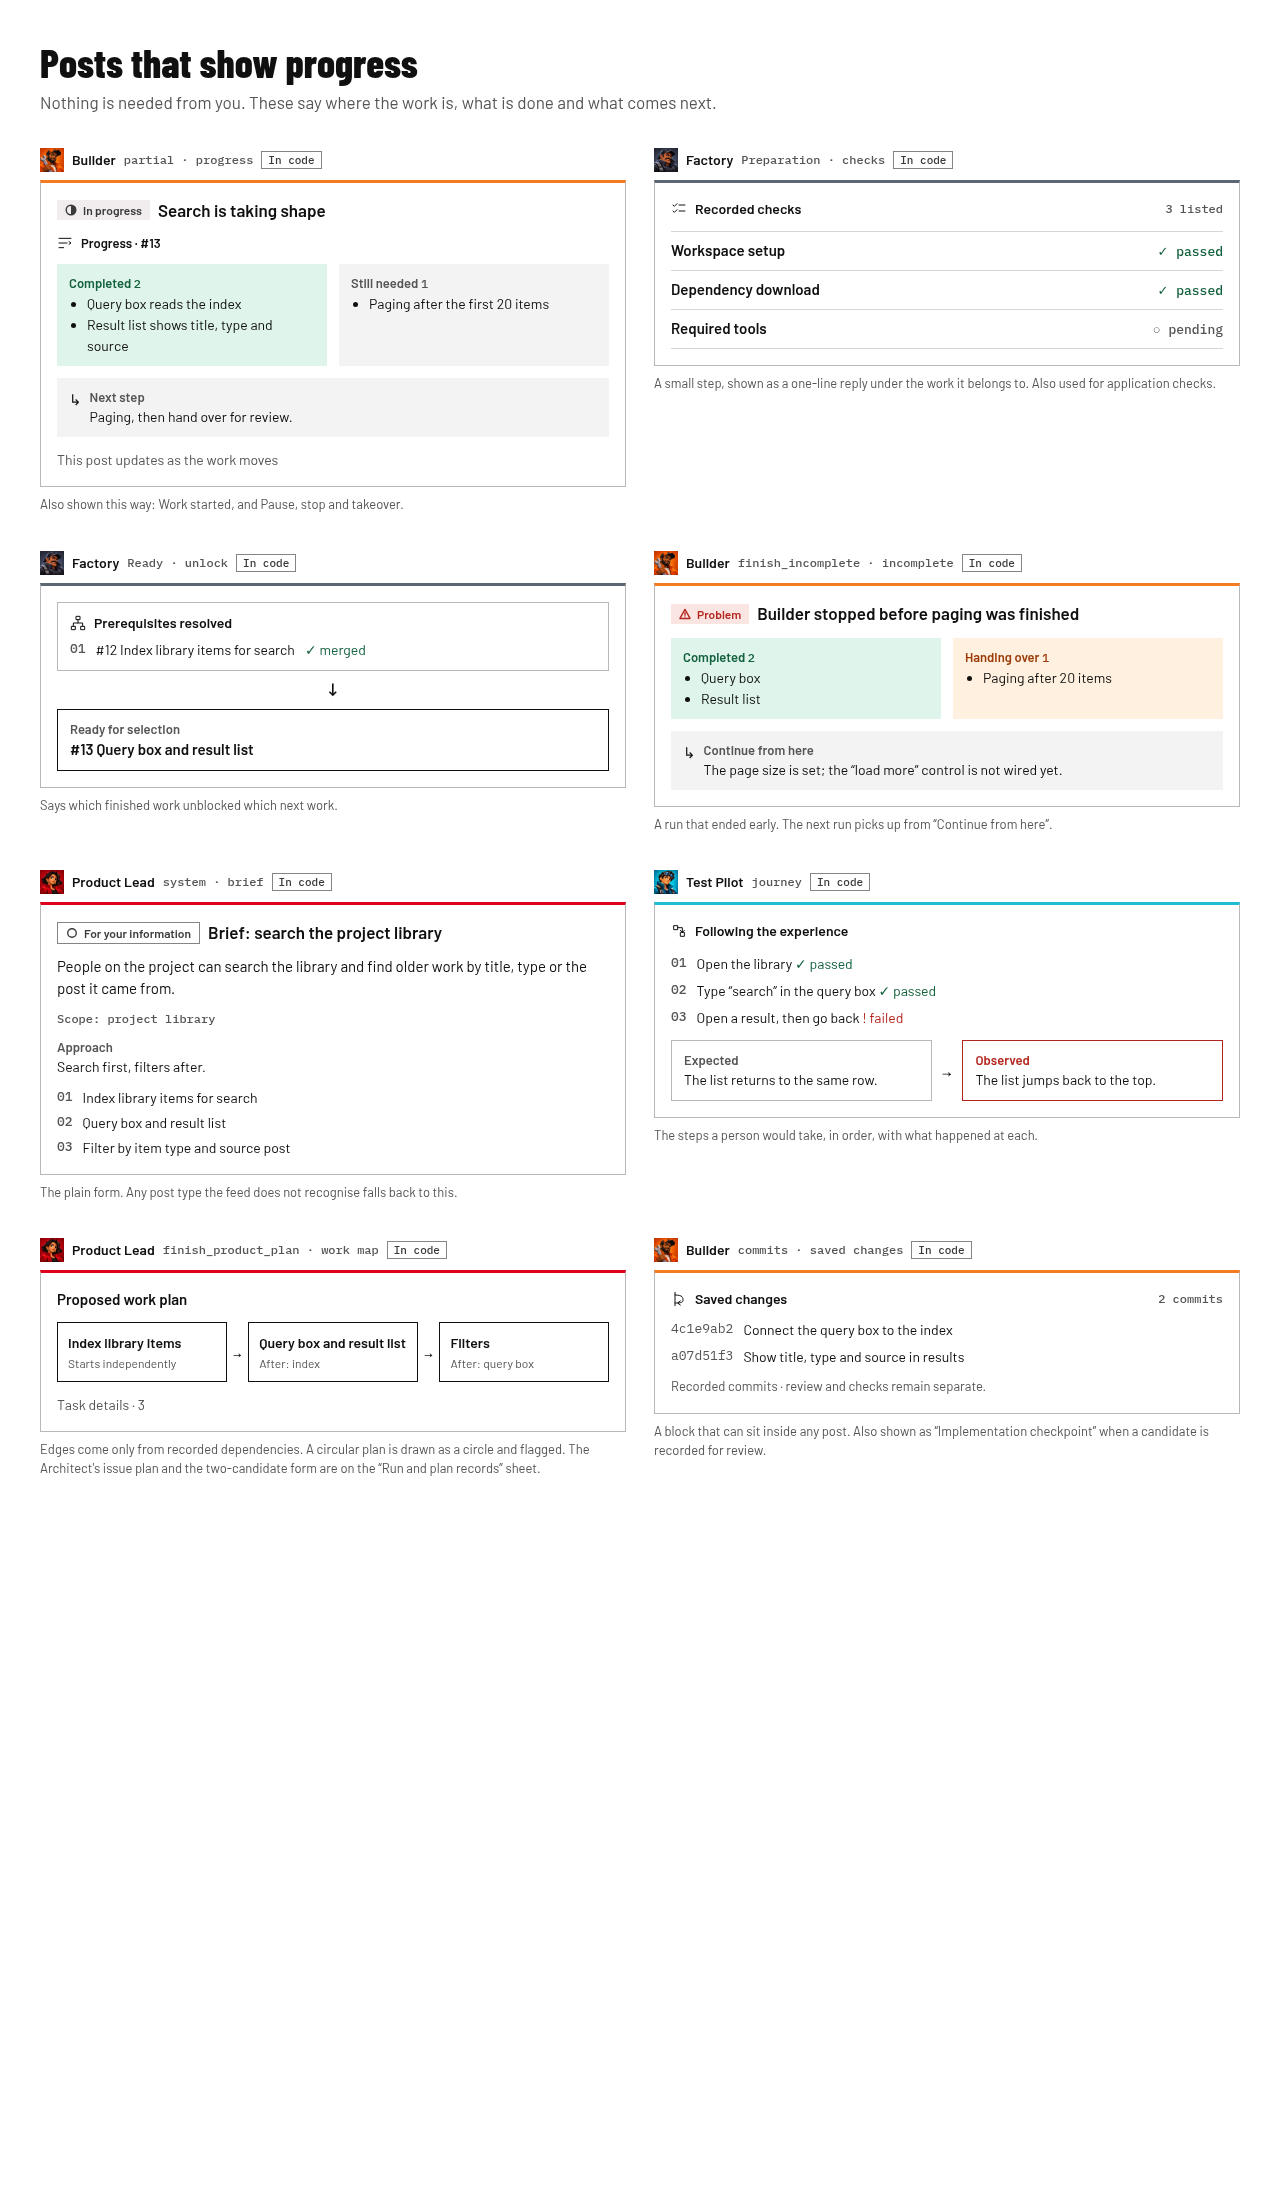 Posts that show progress
Nothing is needed from you. These say where the work is, what is done and what comes next.
Builder partial · progress In code
In progress Search is taking shape
Progress · #13
Completed 2
• Query box reads the index
• Result list shows title, type and
source
Still needed 1
• Paging after the first 20 items
↳ Next step
Paging, then hand over for review.
This post updates as the work moves
Also shown this way: Work started, and Pause, stop and takeover.
Factory Preparation · checks In code
Recorded checks 3 listed
Workspace setup ✓ passed
Dependency download ✓ passed
Required tools ○ pending
A small step, shown as a one-line reply under the work it belongs to. Also used for application checks.
Factory Ready · unlock In code
Prerequisites resolved
01 #12 Index library items for search ✓ merged
↓
Ready for selection
#13 Query box and result list
Says which finished work unblocked which next work.
Builder finish_incomplete · incomplete In code
Problem Builder stopped before paging was finished
Completed 2
• Query box
• Result list
Handing over 1
• Paging after 20 items
↳ Continue from here
The page size is set; the “load more” control is not wired yet.
A run that ended early. The next run picks up from “Continue from here”.
Product Lead system · brief In code
For your information Brief: search the project library
People on the project can search the library and find older work by title, type or the
post it came from.
Scope: project library
Approach
Search first, filters after.
01 Index library items for search
02 Query box and result list
03 Filter by item type and source post
The plain form. Any post type the feed does not recognise falls back to this.
Test Pilot journey In code
Following the experience
01 Open the library ✓ passed
02 Type “search” in the query box ✓ passed
03 Open a result, then go back ! failed
Expected
The list returns to the same row.
→
Observed
The list jumps back to the top.
The steps a person would take, in order, with what happened at each.
Product Lead finish_product_plan · work map In code
Proposed work plan
Index library items
Starts independently
→
Query box and result list
After: index
→
Filters
After: query box
Task details · 3
Edges come only from recorded dependencies. A circular plan is drawn as a circle and flagged. The
Architect's issue plan and the two-candidate form are on the “Run and plan records” sheet.
Builder commits · saved changes In code
Saved changes 2 commits
4c1e9ab2 Connect the query box to the index
a07d51f3 Show title, type and source in results
Recorded commits · review and checks remain separate.
A block that can sit inside any post. Also shown as “Implementation checkpoint” when a candidate is
recorded for review.